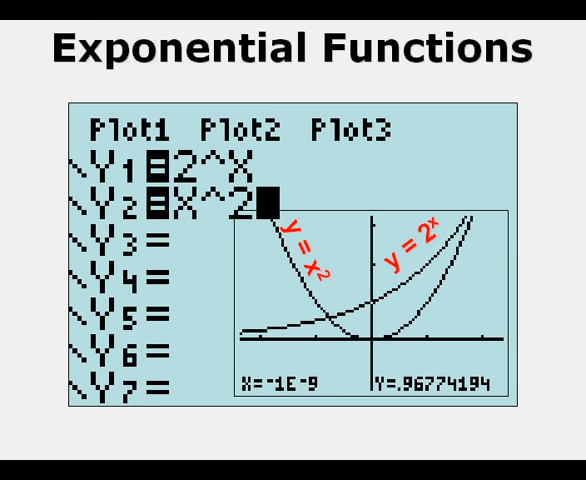 Exponential Functions
Plot1 Plot2 Plot3
\Y1=2^X
\Y2=X^2
\Y3=
\Y4=
\Y5=
\Y6=
\Y7=
y = x²
y = 2ˣ
X=-1E-9 Y=.96774194